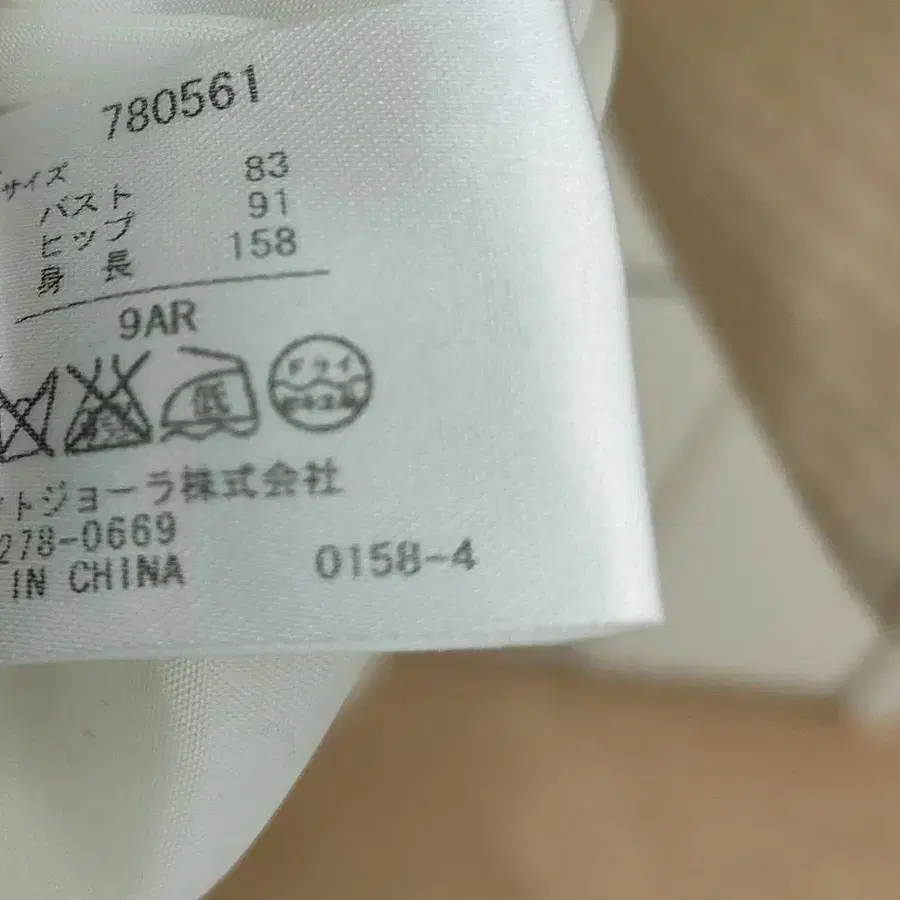 780561
サイズ
バスト 83
ヒップ 91
身長 158
9AR
低 ドライ
トジョーラ株式会社
278-0669
IN CHINA 0158-4